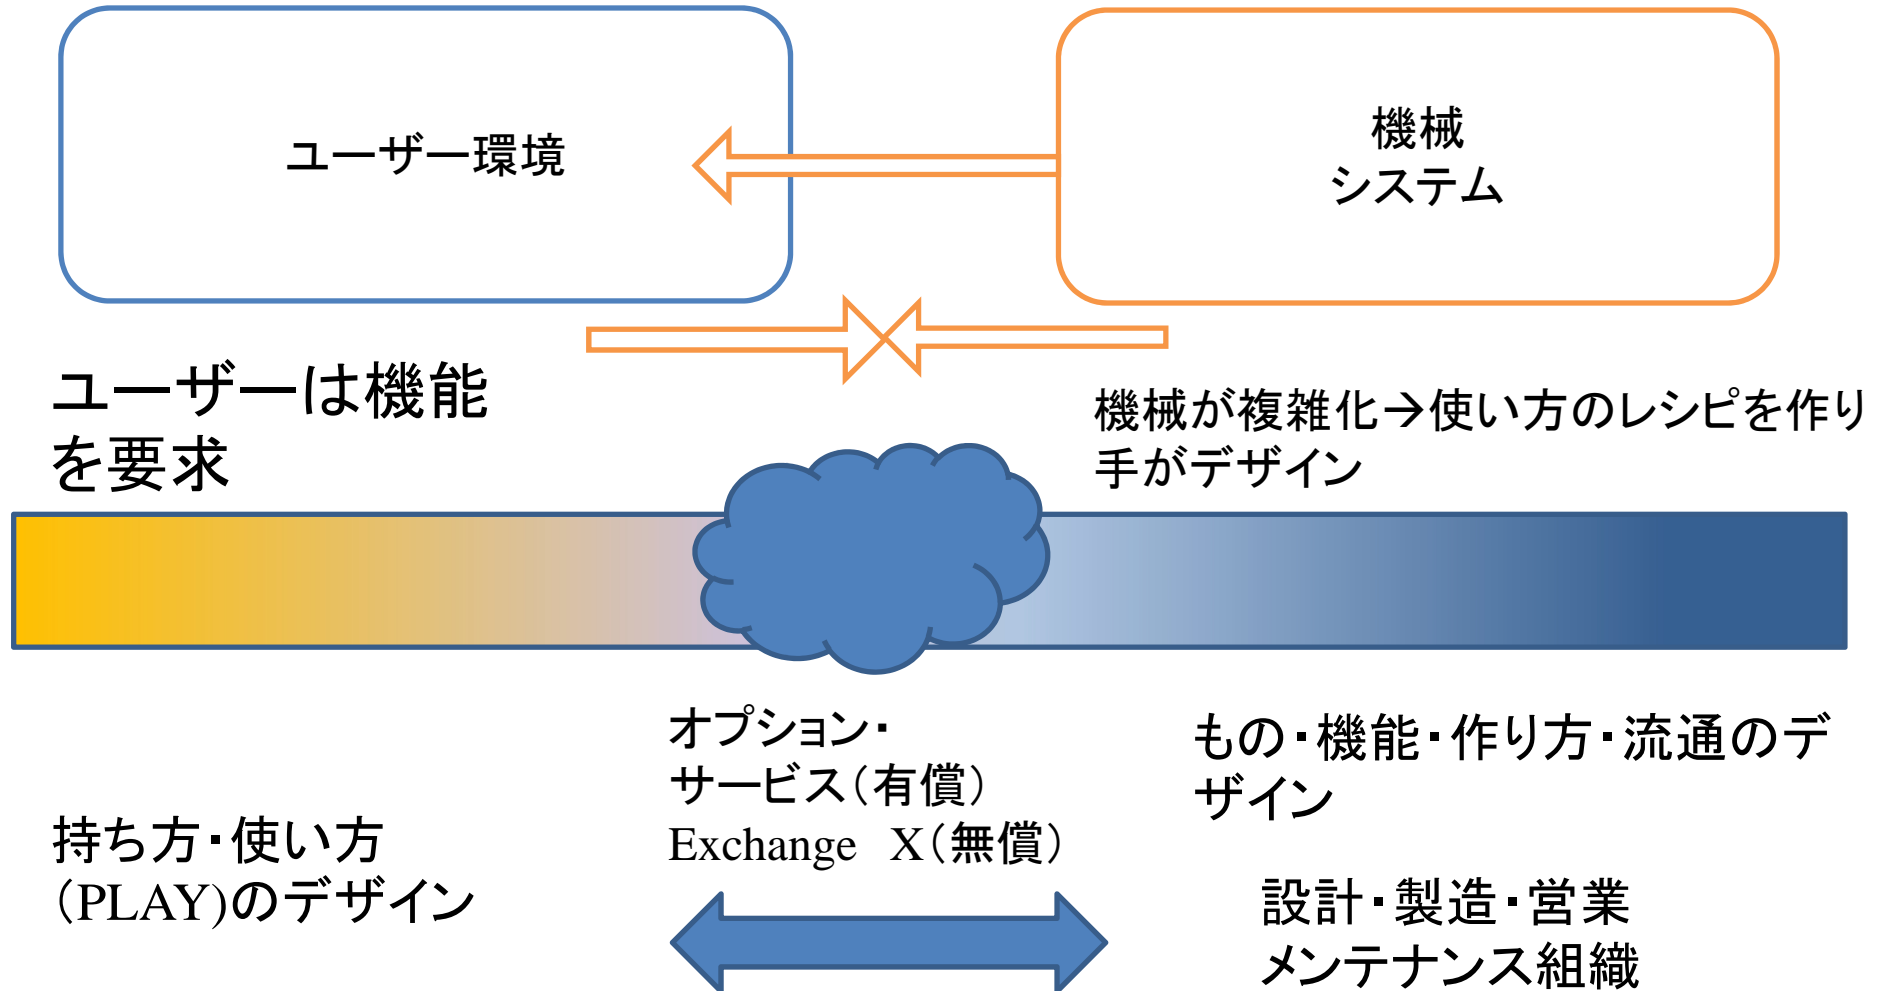 ユーザー環境
機械
システム
ユーザーは機能
を要求
機械が複雑化→使い方のレシピを作り
手がデザイン
オプション・
サービス（有償）
Exchange　X（無償）
もの・機能・作り方・流通のデ
ザイン
持ち方・使い方
（PLAY)のデザイン
設計・製造・営業
メンテナンス組織